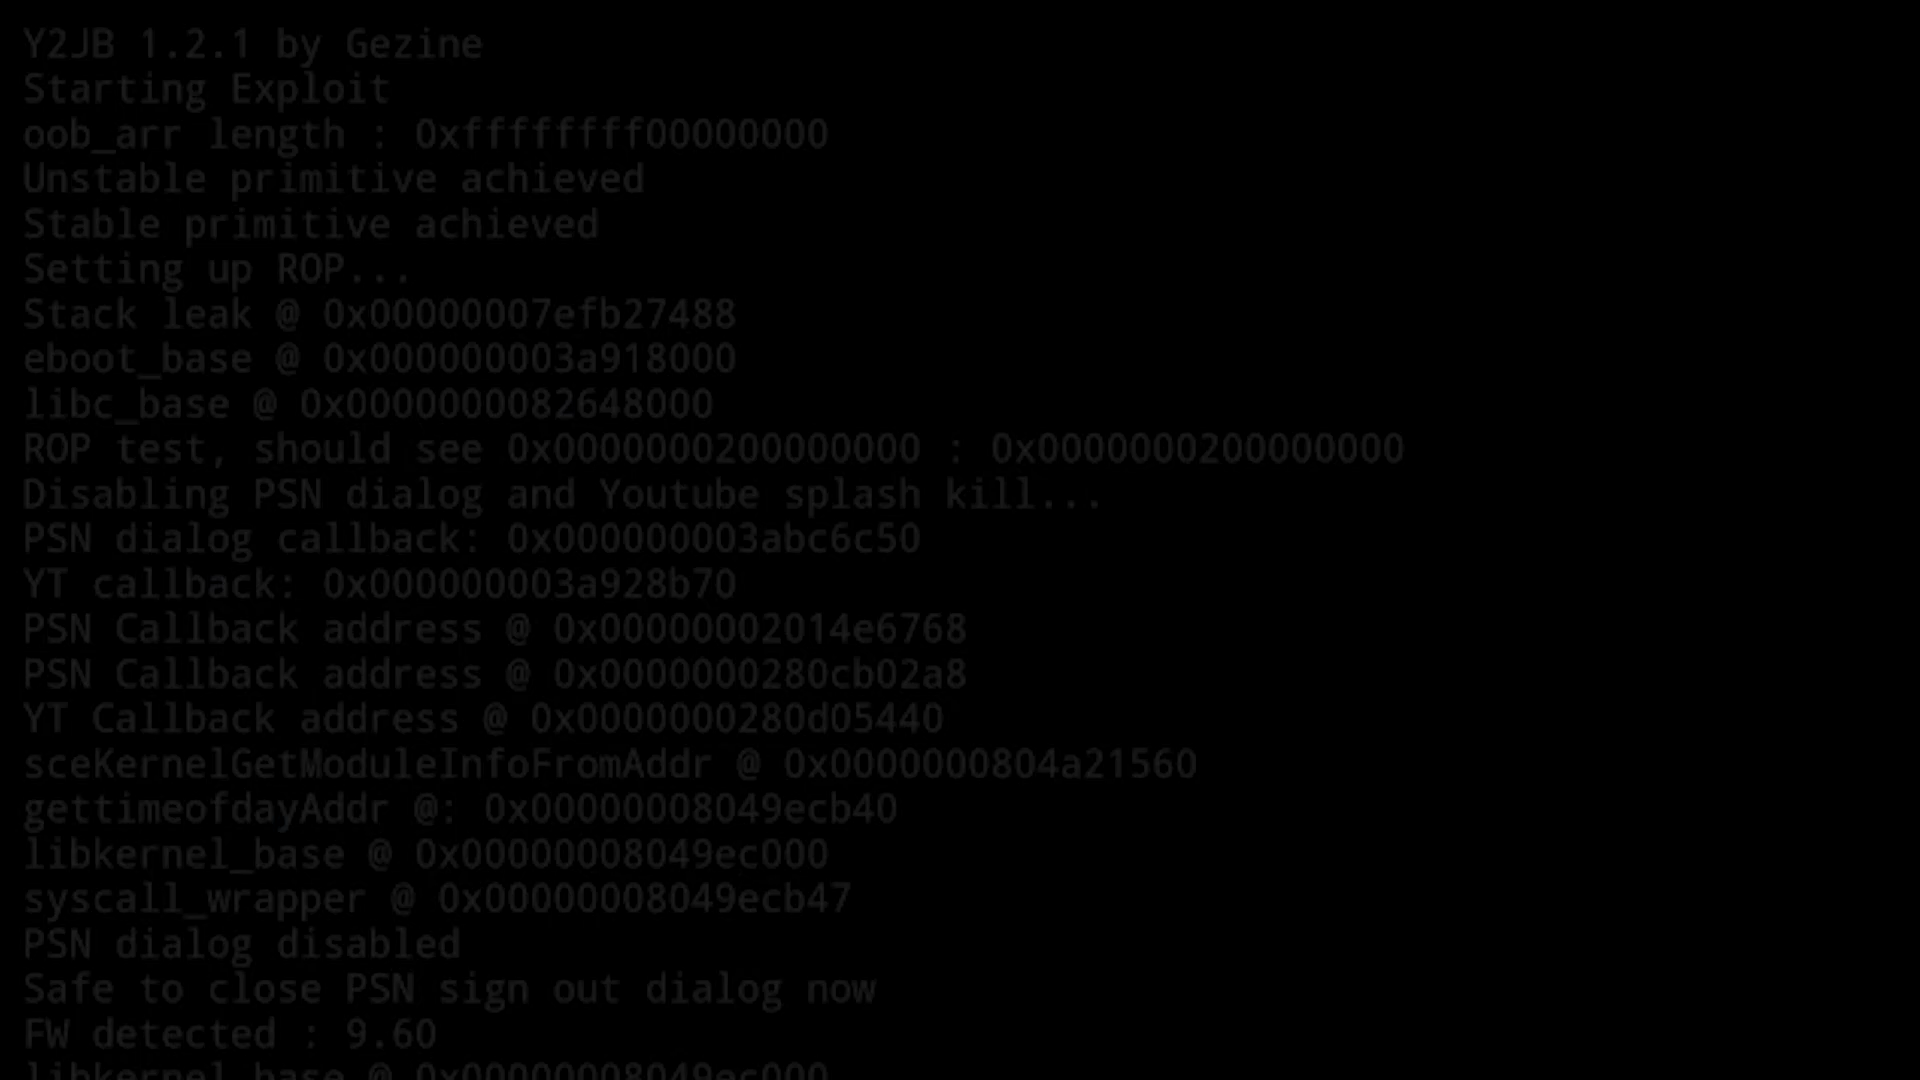 Y2JB 1.2.1 by Gezine
Starting Exploit
oob_arr length : 0xffffffff00000000
Unstable primitive achieved
Stable primitive achieved
Setting up ROP...
Stack leak @ 0x00000007efb27488
eboot_base @ 0x000000003a918000
libc_base @ 0x0000000082648000
ROP test, should see 0x0000000200000000 : 0x0000000200000000
Disabling PSN dialog and Youtube splash kill...
PSN dialog callback: 0x000000003abc6c50
YT callback: 0x000000003a928b70
PSN Callback address @ 0x00000002014e6768
PSN Callback address @ 0x0000000280cb02a8
YT Callback address @ 0x0000000280d05440
sceKernelGetModuleInfoFromAddr @ 0x0000000804a21560
gettimeofdayAddr @: 0x00000008049ecb40
libkernel_base @ 0x00000008049ec000
syscall_wrapper @ 0x00000008049ecb47
PSN dialog disabled
Safe to close PSN sign out dialog now
FW detected : 9.60
libkernel_base @ 0x00000008049ec000